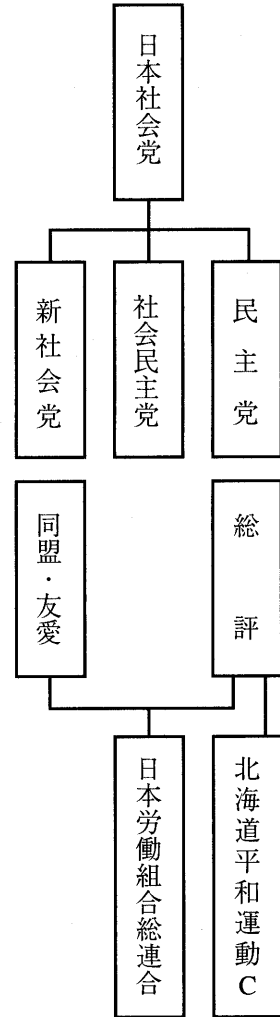 日本社会党
民主党
社会民主党
新社会党
総評
同盟・友愛
北海道平和運動C
日本労働組合総連合